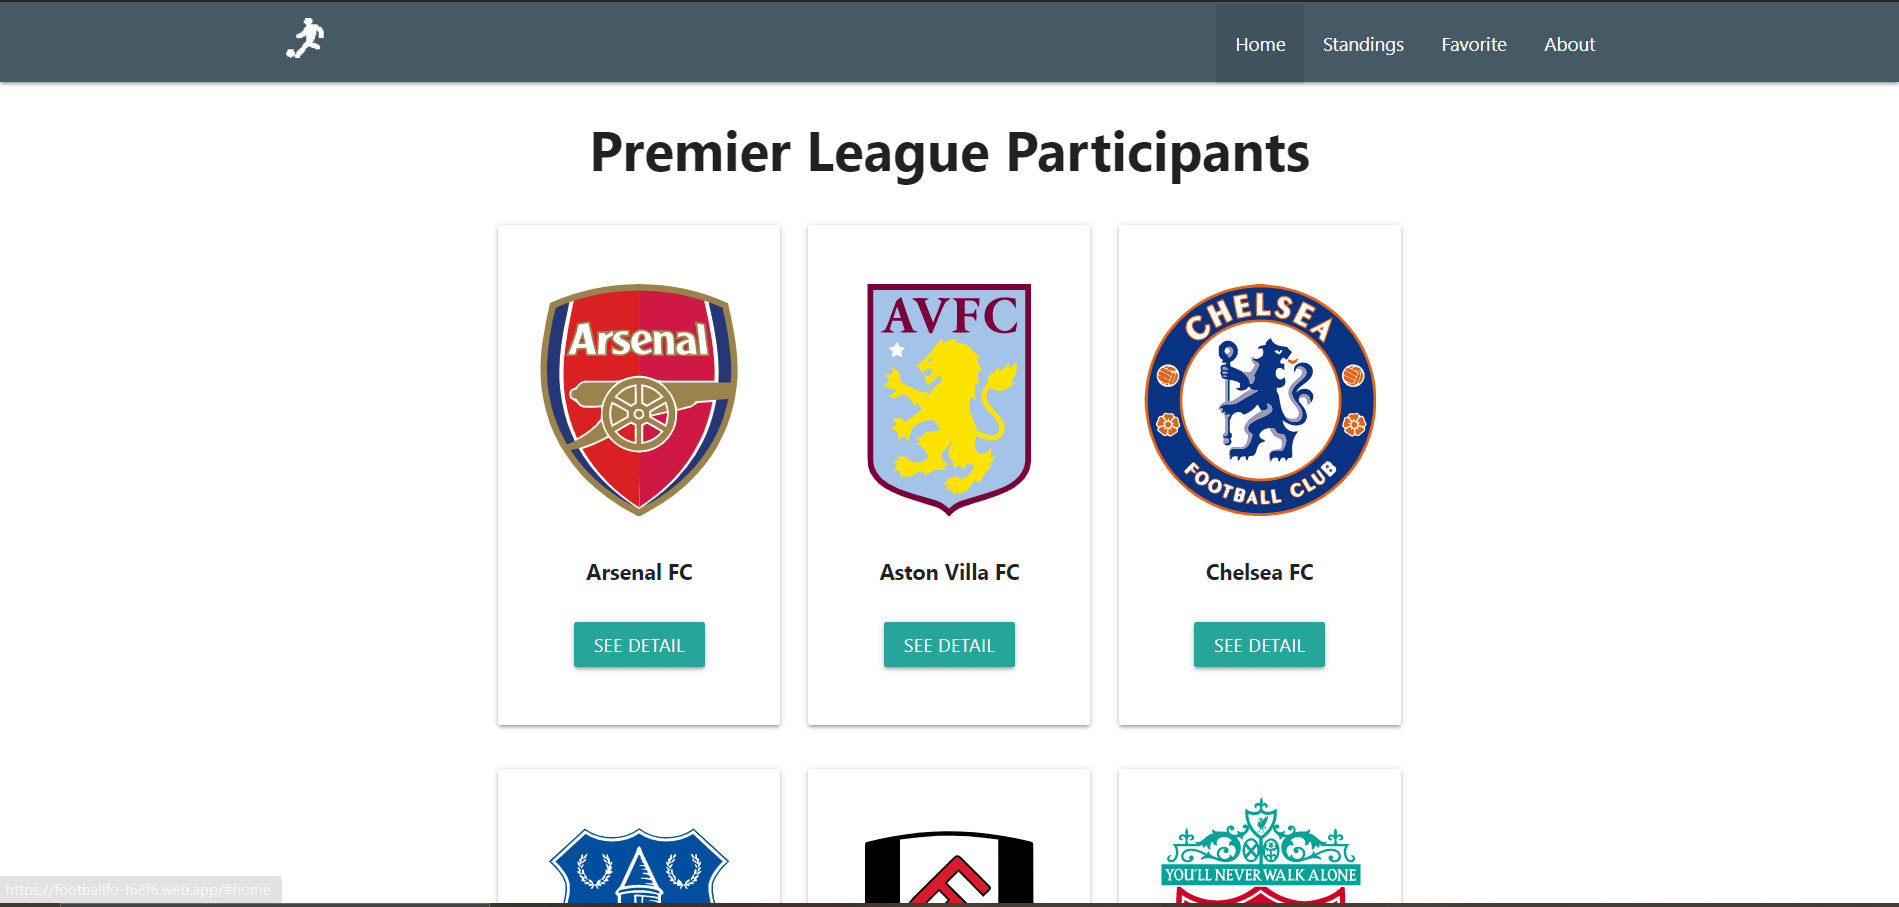 Home Standings Favorite About
Premier League Participants
Arsenal
AVFC
CHELSEA
FOOTBALL CLUB
Arsenal FC
Aston Villa FC
Chelsea FC
SEE DETAIL
SEE DETAIL
SEE DETAIL
YOU'LL NEVER WALK ALONE
https://footballfo-f68f6.web.app/#home